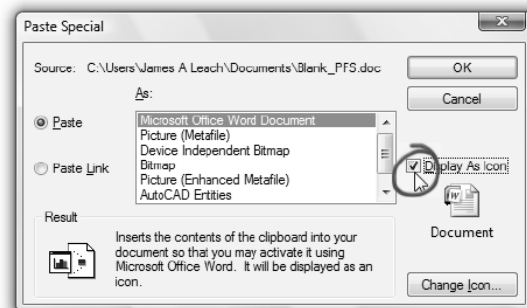 Paste Special
Source: C:\Users\James A Leach\Documents\Blank_PFS.doc
OK
As:
Cancel
Paste
Microsoft Office Word Document
Picture (Metafile)
Device Independent Bitmap
Paste Link
Bitmap
Picture (Enhanced Metafile)
AutoCAD Entities
Display As Icon
Result
Document
Inserts the contents of the clipboard into your
document so that you may activate it using
Microsoft Office Word. It will be displayed as an
icon.
Change Icon...